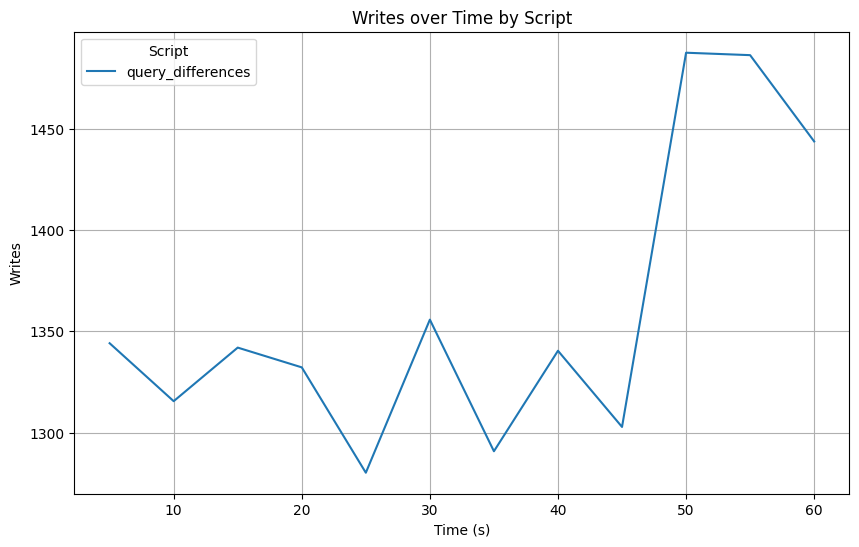 Writes over Time by Script
Script
query_differences
1450
1400
1350
1300
Writes
10 20 30 40 50 60
Time (s)